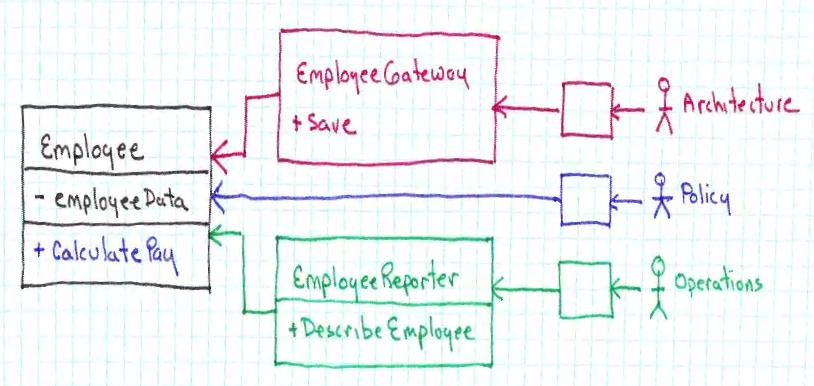 EmployeeGateway
+ Save
Architecture
Employee
- employeeData
+ CalculatePay
Policy
EmployeeReporter
+ DescribeEmployee
Operations